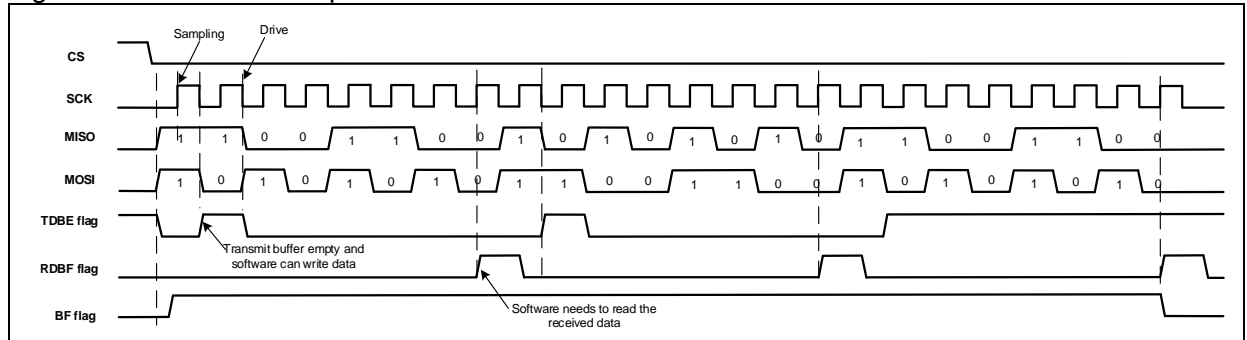 Sampling
Drive
CS
SCK
MISO 1 1 0 0 1 1 0 0 1 0 1 0 1 0 1 0 1 1 0 0 1 1 0 0
MOSI 1 0 1 0 1 0 1 0 1 1 0 0 1 1 0 0 1 0 1 0 1 0 1 0
TDBE flag
Transmit buffer empty and
software can write data
RDBF flag
Software needs to read the
received data
BF flag